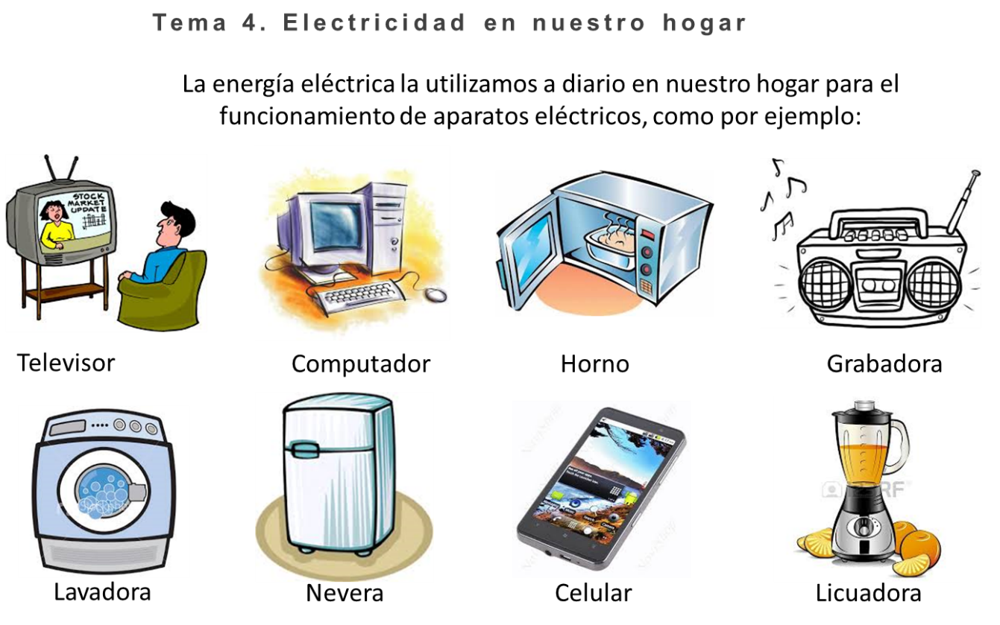 Tema 4. Electricidad en nuestro hogar
La energía eléctrica la utilizamos a diario en nuestro hogar para el
funcionamiento de aparatos eléctricos, como por ejemplo:
STOCK
MARKET
UPDATE
Televisor
Computador
Horno
Grabadora
Lavadora
Nevera
Celular
Licuadora